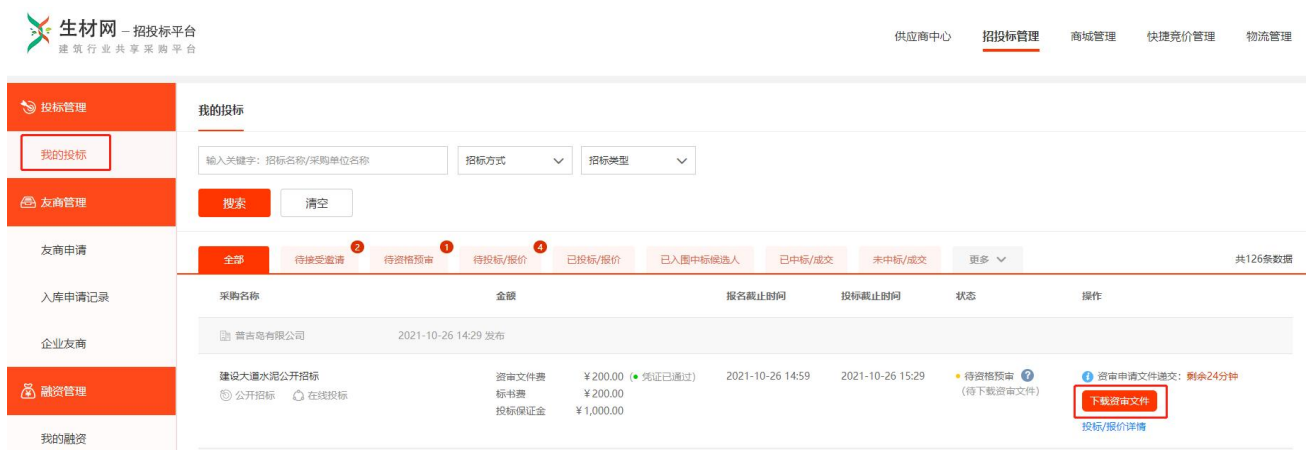 生材网 – 招投标平台
建筑行业共享采购平台
供应商中心 招投标管理 商城管理 快捷竞价管理 物流管理
投标管理
我的投标
我的投标
输入关键字：招标名称/采购单位名称 招标方式 招标类型
友商管理
搜索 清空
友商申请
全部 待接受邀请 2 待资格预审 1 待投标/报价 4 已投标/报价 已入围中标候选人 已中标/成交 未中标/成交 更多 共126条数据
入库申请记录
采购名称 金额 报名截止时间 投标截止时间 状态 操作
企业友商
普吉岛有限公司 2021-10-26 14:29 发布
融资管理
建设大道水泥公开招标 资审文件费 ¥200.00 (● 凭证已通过) 2021-10-26 14:59 2021-10-26 15:29 待资格预审 ? i 资审申请文件递交：剩余24分钟
公开招标 在线投标 标书费 ¥200.00 (待下载资审文件) 下载资审文件
投标保证金 ¥1,000.00
投标/报价详情
我的融资